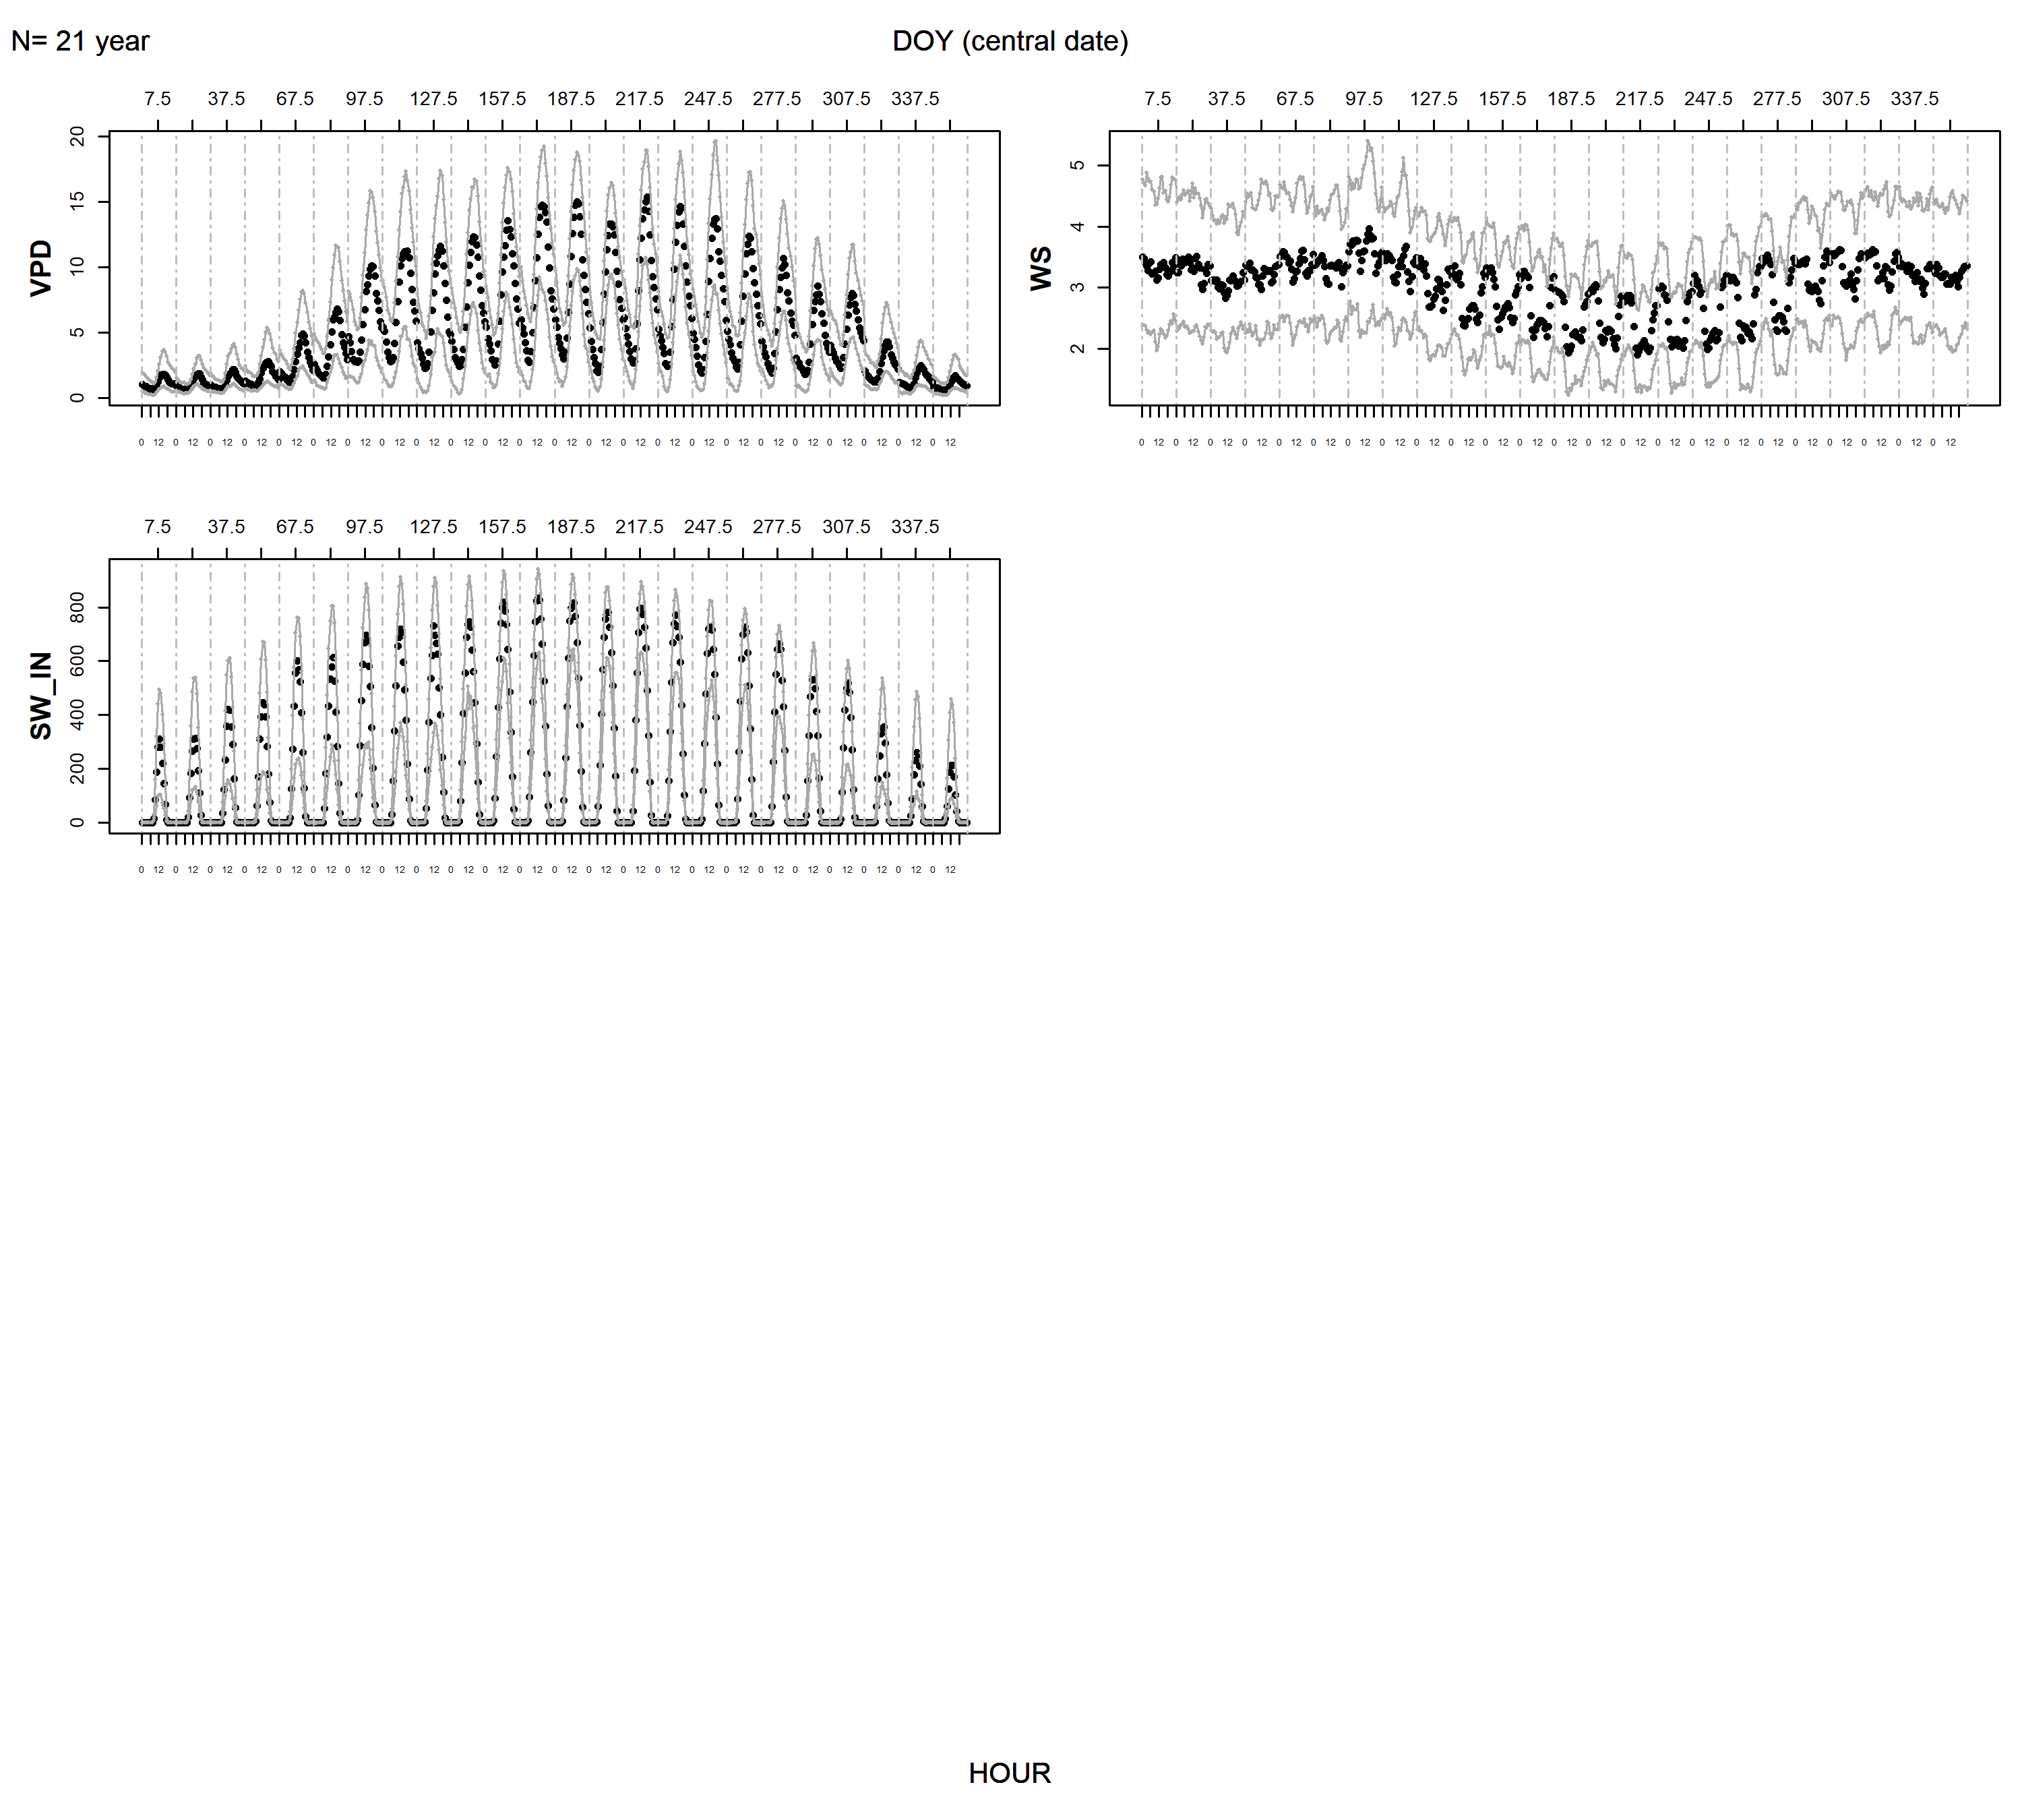 N= 21 year
DOY (central date)
7.5 37.5 67.5 97.5 127.5 157.5 187.5 217.5 247.5 277.5 307.5 337.5
VPD
20
15
10
5
0
0 12 0 12 0 12 0 12 0 12 0 12 0 12 0 12 0 12 0 12 0 12 0 12 0 12 0 12 0 12 0 12 0 12 0 12 0 12 0 12 0 12 0 12 0 12 0 12
7.5 37.5 67.5 97.5 127.5 157.5 187.5 217.5 247.5 277.5 307.5 337.5
WS
5
4
3
2
0 12 0 12 0 12 0 12 0 12 0 12 0 12 0 12 0 12 0 12 0 12 0 12 0 12 0 12 0 12 0 12 0 12 0 12 0 12 0 12 0 12 0 12 0 12 0 12
7.5 37.5 67.5 97.5 127.5 157.5 187.5 217.5 247.5 277.5 307.5 337.5
SW_IN
800
600
400
200
0
0 12 0 12 0 12 0 12 0 12 0 12 0 12 0 12 0 12 0 12 0 12 0 12 0 12 0 12 0 12 0 12 0 12 0 12 0 12 0 12 0 12 0 12 0 12 0 12
HOUR